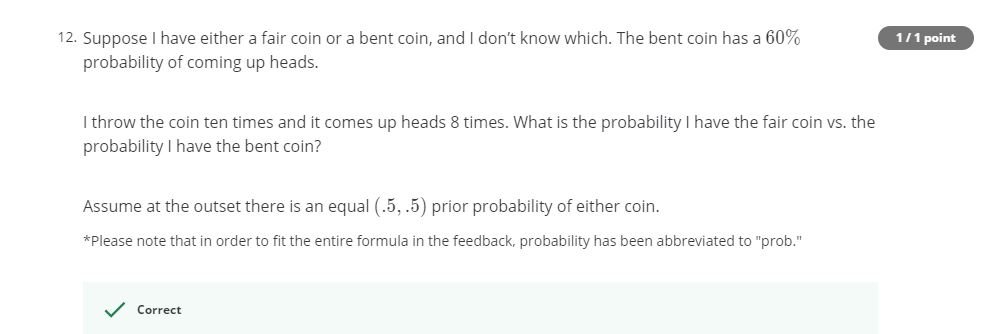 12. Suppose I have either a fair coin or a bent coin, and I don't know which. The bent coin has a 60%
1 / 1 point
probability of coming up heads.
I throw the coin ten times and it comes up heads 8 times. What is the probability I have the fair coin vs. the
probability I have the bent coin?
Assume at the outset there is an equal (.5, .5) prior probability of either coin.
*Please note that in order to fit the entire formula in the feedback, probability has been abbreviated to "prob."
Correct